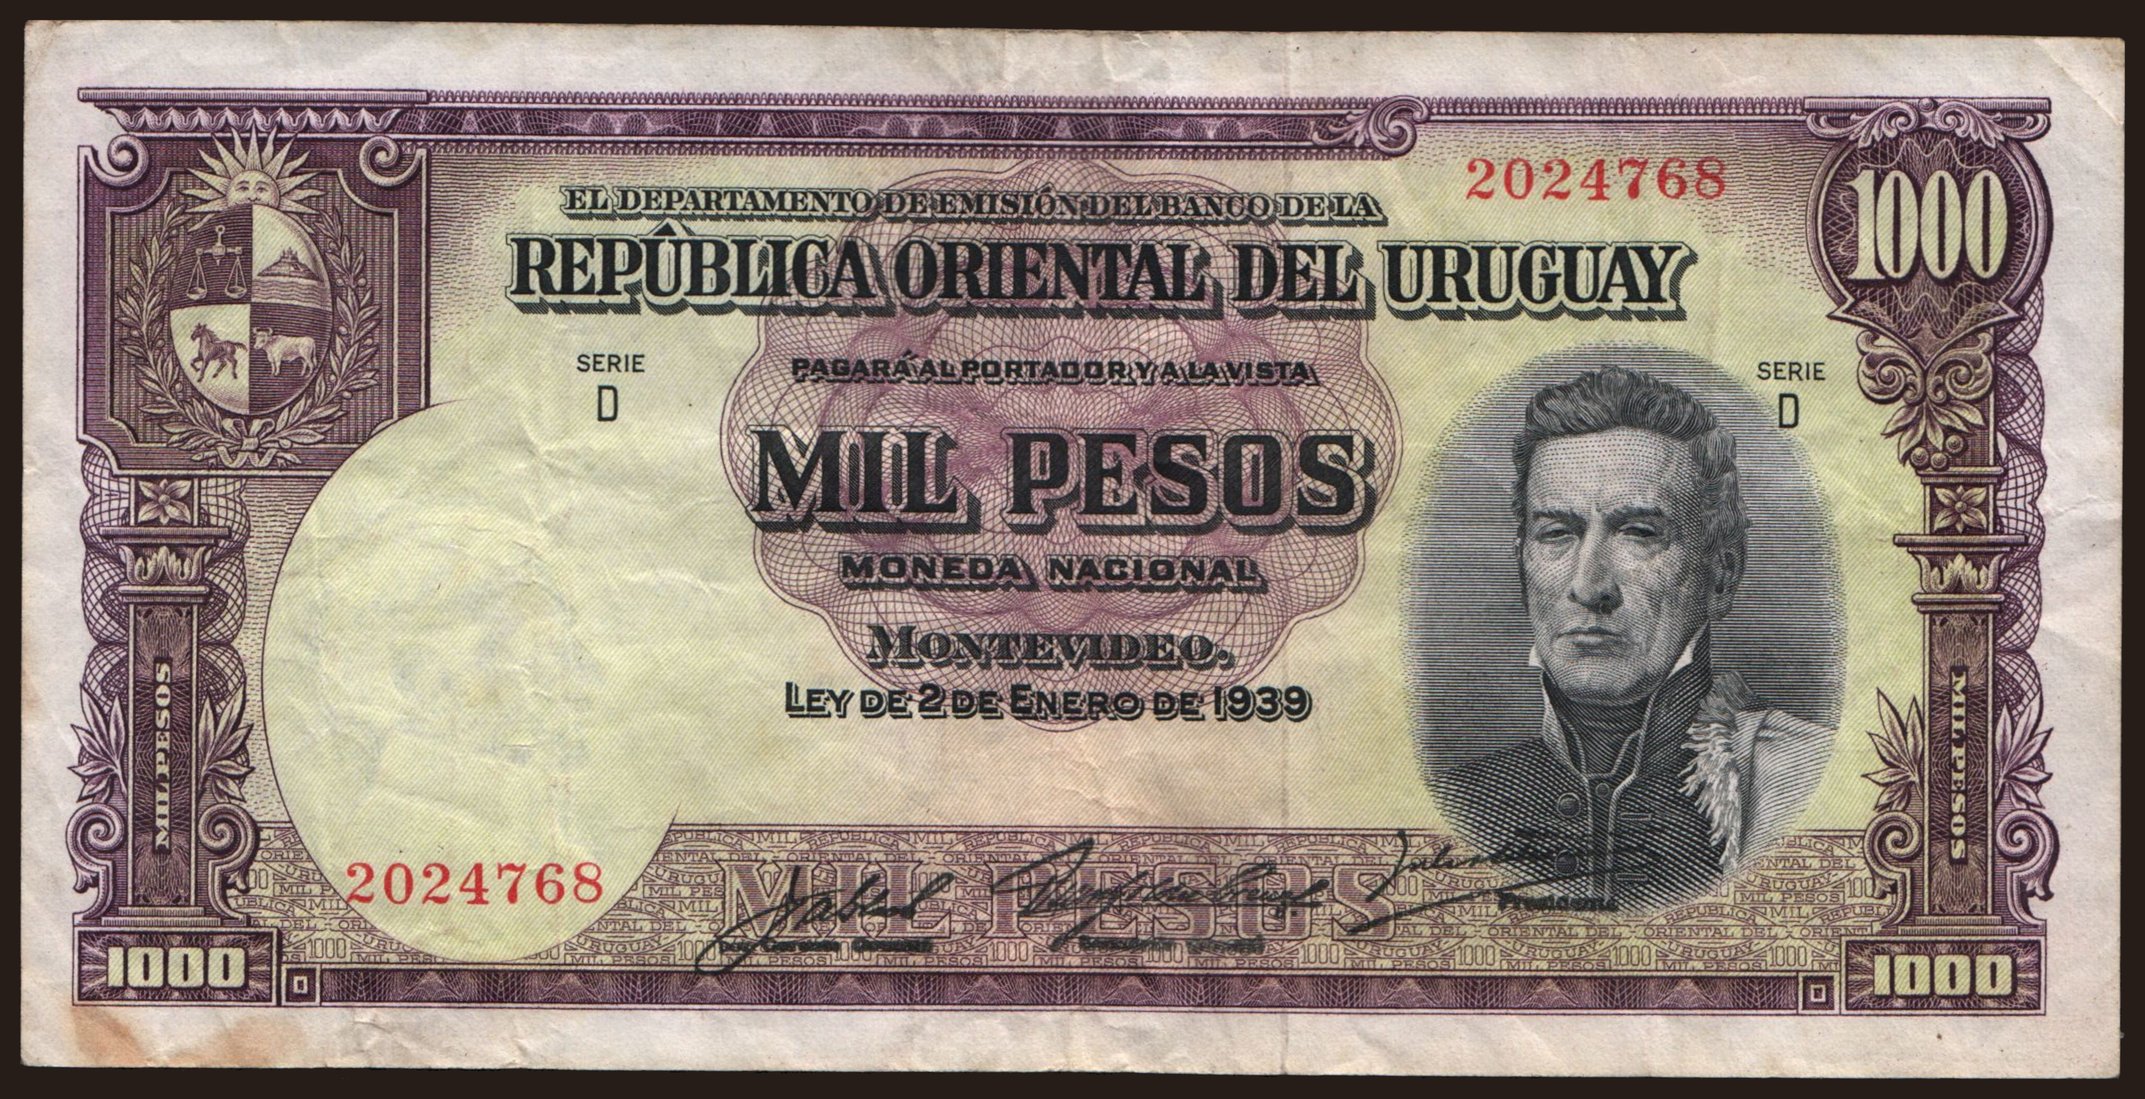 2024768
1000
EL DEPARTAMENTO DE EMISIÓN DEL BANCO DE LA
REPÚBLICA ORIENTAL DEL URUGUAY
SERIE
D
PAGARÁ AL PORTADOR Y A LA VISTA
SERIE
D
MIL PESOS
MONEDA NACIONAL
MONTEVIDEO.
LEY DE 2 DE ENERO DE 1939
MIL PESOS
MIL PESOS
2024768
MIL PESOS
Presidente
1000
1000